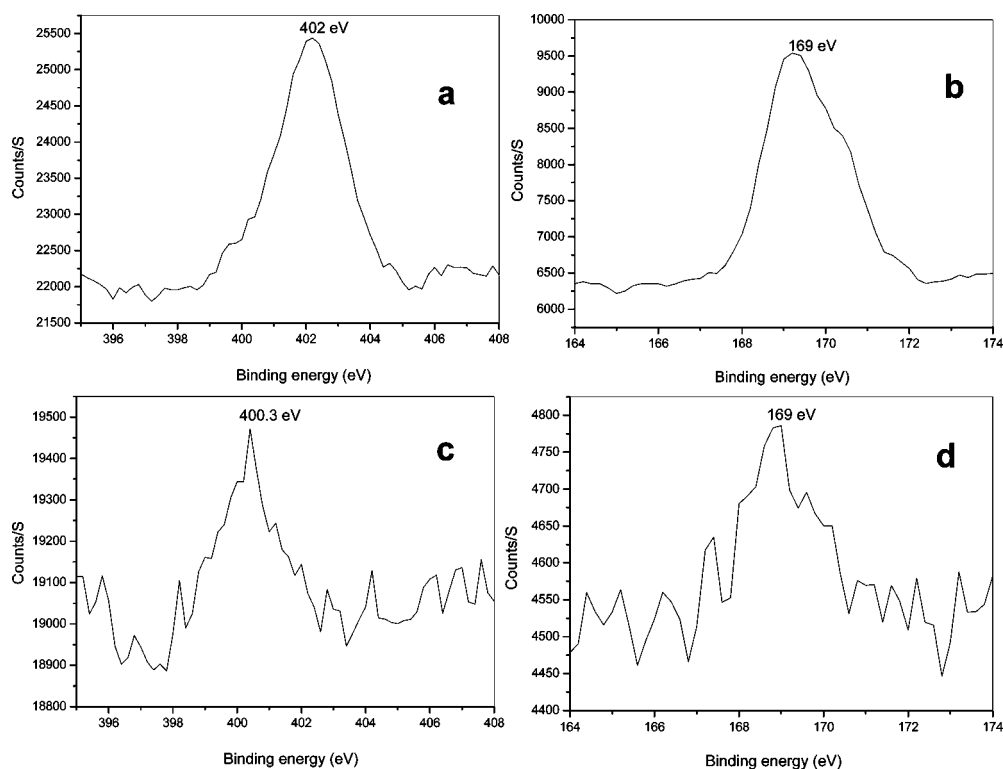 402 eV
a
Counts/S
25500
25000
24500
24000
23500
23000
22500
22000
21500
396 398 400 402 404 406 408
Binding energy (eV)
169 eV
b
Counts/S
10000
9500
9000
8500
8000
7500
7000
6500
6000
164 166 168 170 172 174
Binding energy (eV)
400.3 eV
c
Counts/S
19500
19400
19300
19200
19100
19000
18900
18800
396 398 400 402 404 406 408
Binding energy (eV)
169 eV
d
Counts/S
4800
4750
4700
4650
4600
4550
4500
4450
4400
164 166 168 170 172 174
Binding energy (eV)